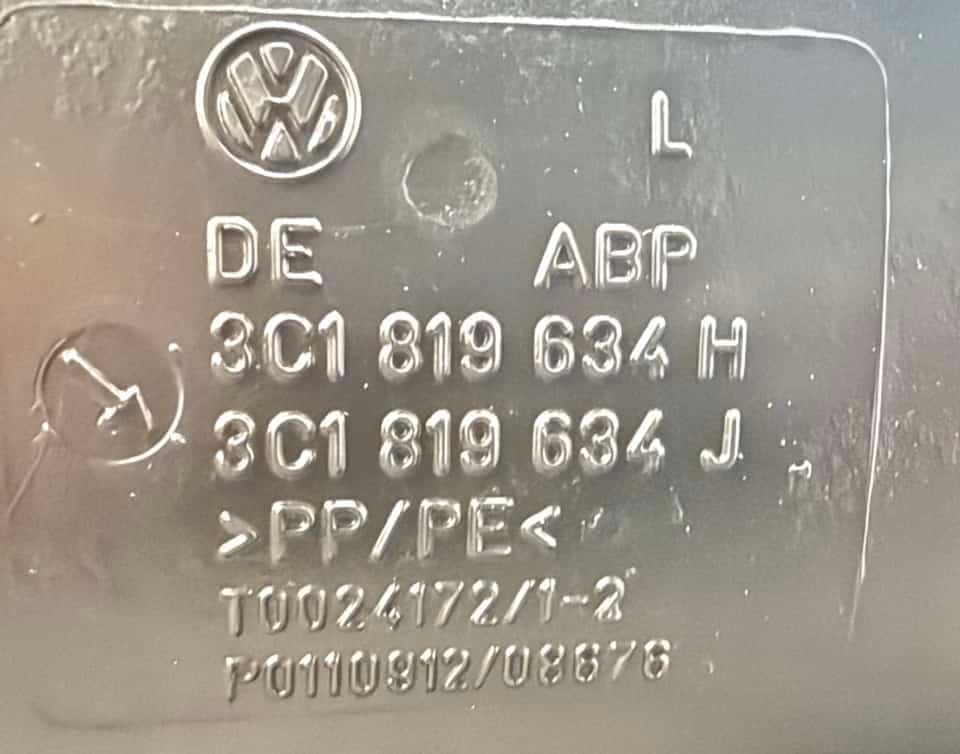 L
DE ABP
3C1 819 634 H
3C1 819 634 J
>PP/PE<
T0024172/1-2
P0110912/08676